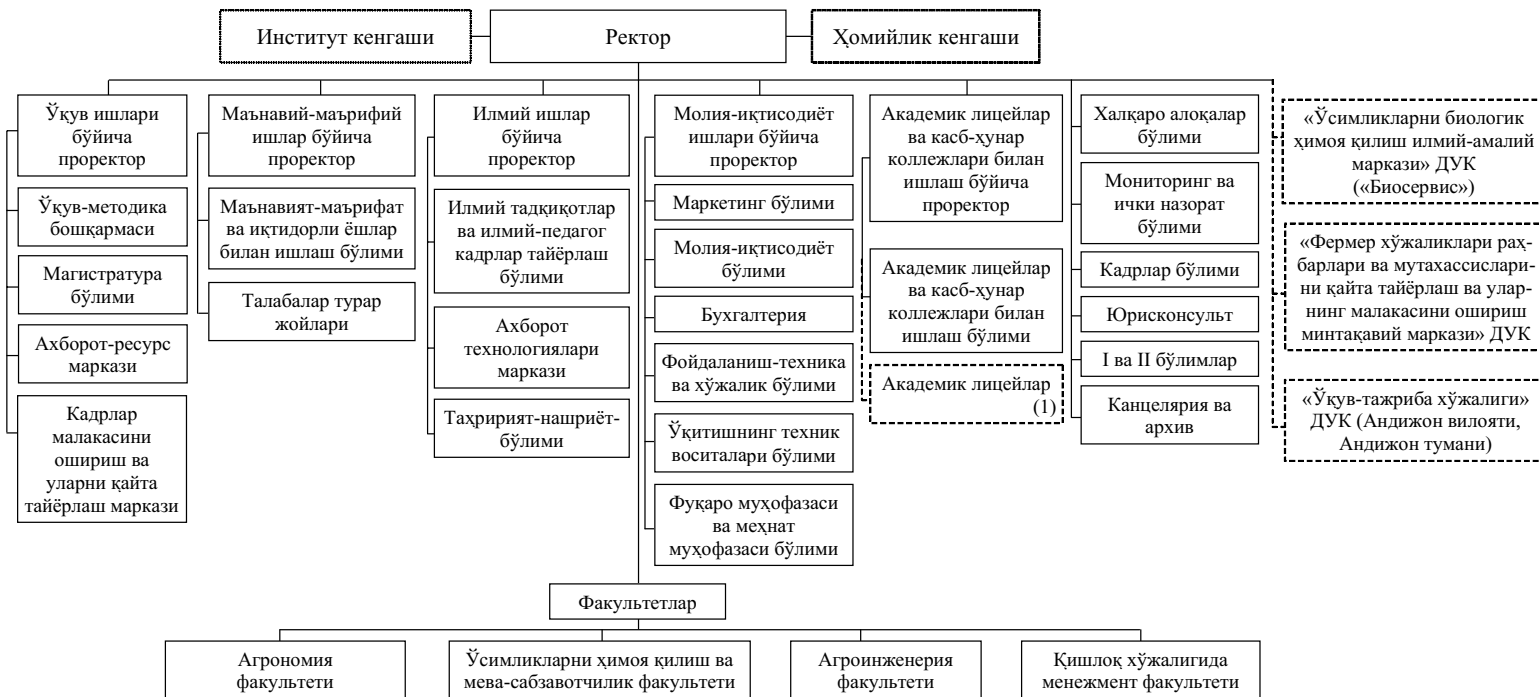 Институт кенгаши
Ректор
Ҳомийлик кенгаши
Ўқув ишлари
бўйича
проректор
Ўқув-методика
бошқармаси
Магистратура
бўлими
Ахборот-ресурс
маркази
Кадрлар
малакасини
ошириш ва
уларни қайта
тайёрлаш маркази
Маънавий-маърифий
ишлар бўйича
проректор
Маънавият-маърифат
ва иқтидорли ёшлар
билан ишлаш бўлими
Талабалар турар
жойлари
Илмий ишлар
бўйича
проректор
Илмий тадқиқотлар
ва илмий-педагог
кадрлар тайёрлаш
бўлими
Ахборот
технологиялари
маркази
Таҳририят-нашриёт-
бўлими
Молия-иқтисодиёт
ишлари бўйича
проректор
Маркетинг бўлими
Молия-иқтисодиёт
бўлими
Бухгалтерия
Фойдаланиш-техника
ва хўжалик бўлими
Ўқитишнинг техник
воситалари бўлими
Фуқаро муҳофазаси
ва меҳнат
муҳофазаси бўлими
Академик лицейлар
ва касб-ҳунар
коллежлари билан
ишлаш бўйича
проректор
Академик лицейлар
ва касб-ҳунар
коллежлари билан
ишлаш бўлими
Академик лицейлар
(1)
Халқаро алоқалар
бўлими
Мониторинг ва
ички назорат
бўлими
Кадрлар бўлими
Юрисконсульт
I ва II бўлимлар
Канцелярия ва
архив
«Ўсимликларни биологик
ҳимоя қилиш илмий-амалий
маркази» ДУК
(«Биосервис»)
«Фермер хўжаликлари раҳ-
барлари ва мутахассислари-
ни қайта тайёрлаш ва улар-
нинг малакасини ошириш
минтақавий маркази» ДУК
«Ўқув-тажриба хўжалиги»
ДУК (Андижон вилояти,
Андижон тумани)
Факультетлар
Агрономия
факультети
Ўсимликларни ҳимоя қилиш ва
мева-сабзавотчилик факультети
Агроинженерия
факультети
Қишлоқ хўжалигида
менежмент факультети